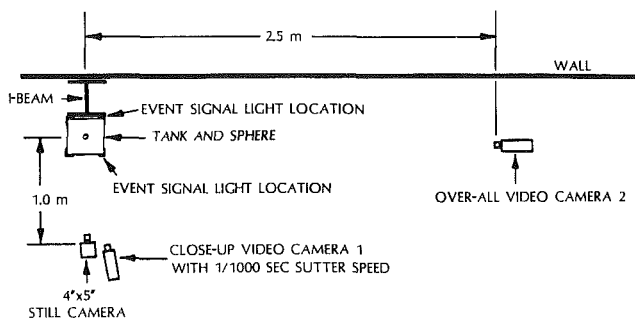 2.5 m
WALL
I-BEAM
EVENT SIGNAL LIGHT LOCATION
TANK AND SPHERE
EVENT SIGNAL LIGHT LOCATION
1.0 m
OVER-ALL VIDEO CAMERA 2
CLOSE-UP VIDEO CAMERA 1
WITH 1/1000 SEC SUTTER SPEED
4"x5"
STILL CAMERA